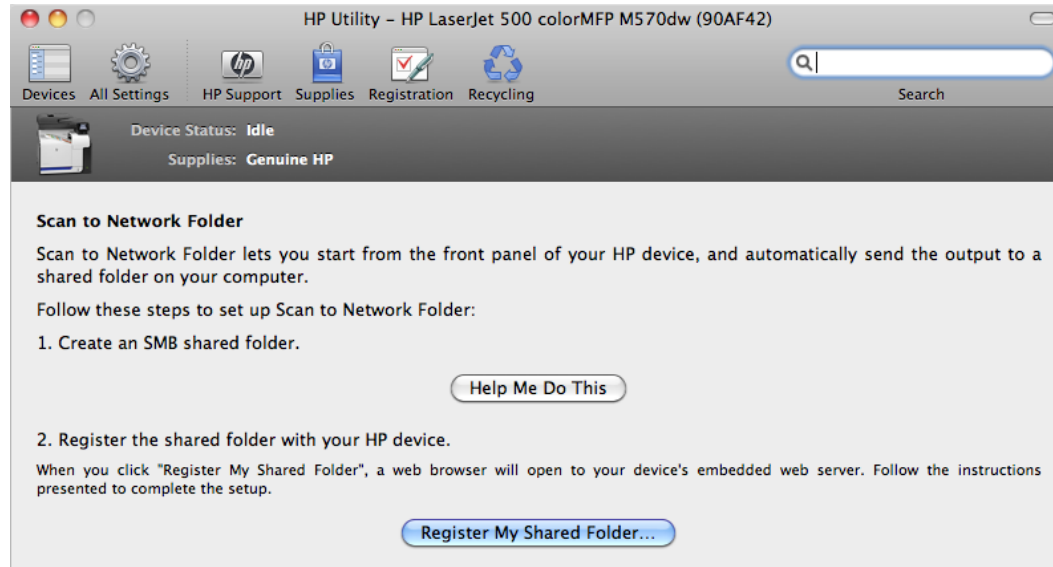 HP Utility – HP LaserJet 500 colorMFP M570dw (90AF42)
Devices All Settings HP Support Supplies Registration Recycling Search
Device Status: Idle
Supplies: Genuine HP
Scan to Network Folder
Scan to Network Folder lets you start from the front panel of your HP device, and automatically send the output to a
shared folder on your computer.
Follow these steps to set up Scan to Network Folder:
1. Create an SMB shared folder.
Help Me Do This
2. Register the shared folder with your HP device.
When you click "Register My Shared Folder", a web browser will open to your device's embedded web server. Follow the instructions
presented to complete the setup.
Register My Shared Folder...